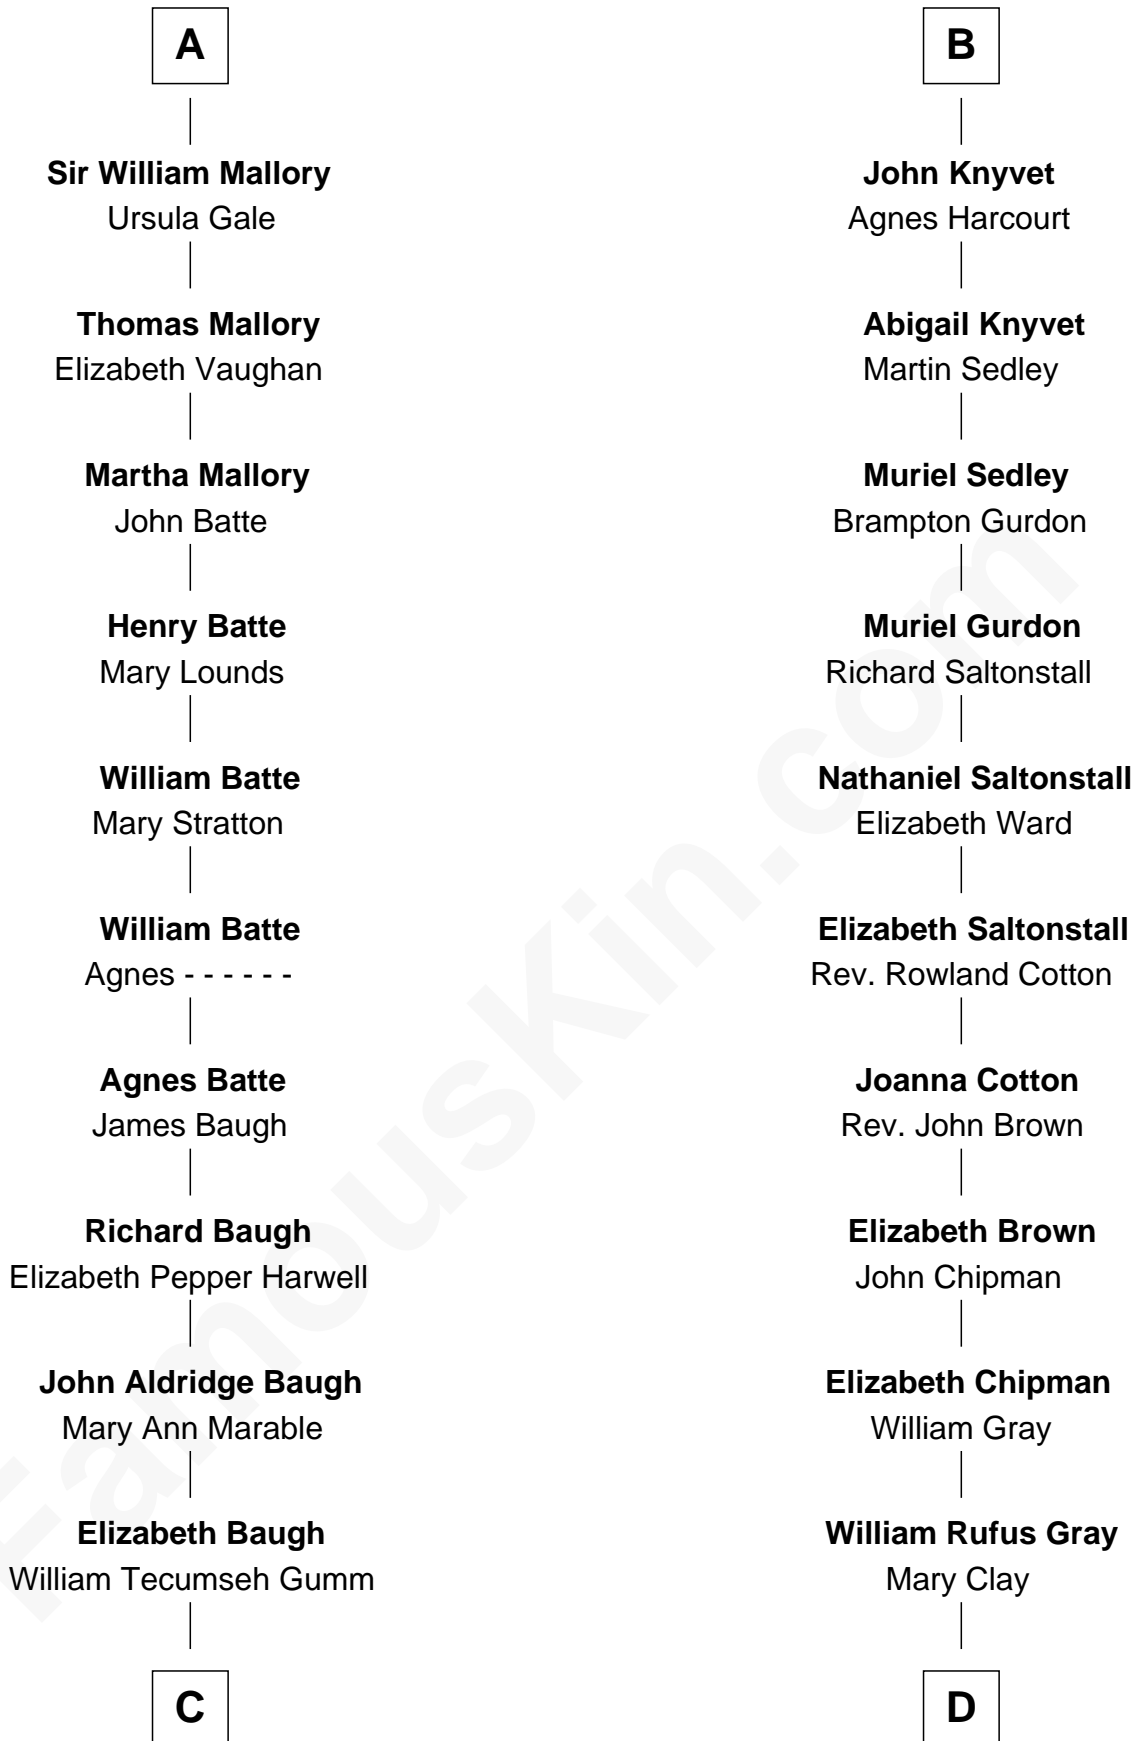 A
Sir William Mallory
Ursula Gale
Thomas Mallory
Elizabeth Vaughan
Martha Mallory
John Batte
Henry Batte
Mary Lounds
William Batte
Mary Stratton
William Batte
Agnes - - - - - -
Agnes Batte
James Baugh
Richard Baugh
Elizabeth Pepper Harwell
John Aldridge Baugh
Mary Ann Marable
Elizabeth Baugh
William Tecumseh Gumm
C
B
John Knyvet
Agnes Harcourt
Abigail Knyvet
Martin Sedley
Muriel Sedley
Brampton Gurdon
Muriel Gurdon
Richard Saltonstall
Nathaniel Saltonstall
Elizabeth Ward
Elizabeth Saltonstall
Rev. Rowland Cotton
Joanna Cotton
Rev. John Brown
Elizabeth Brown
John Chipman
Elizabeth Chipman
William Gray
William Rufus Gray
Mary Clay
D
FamousKin.com